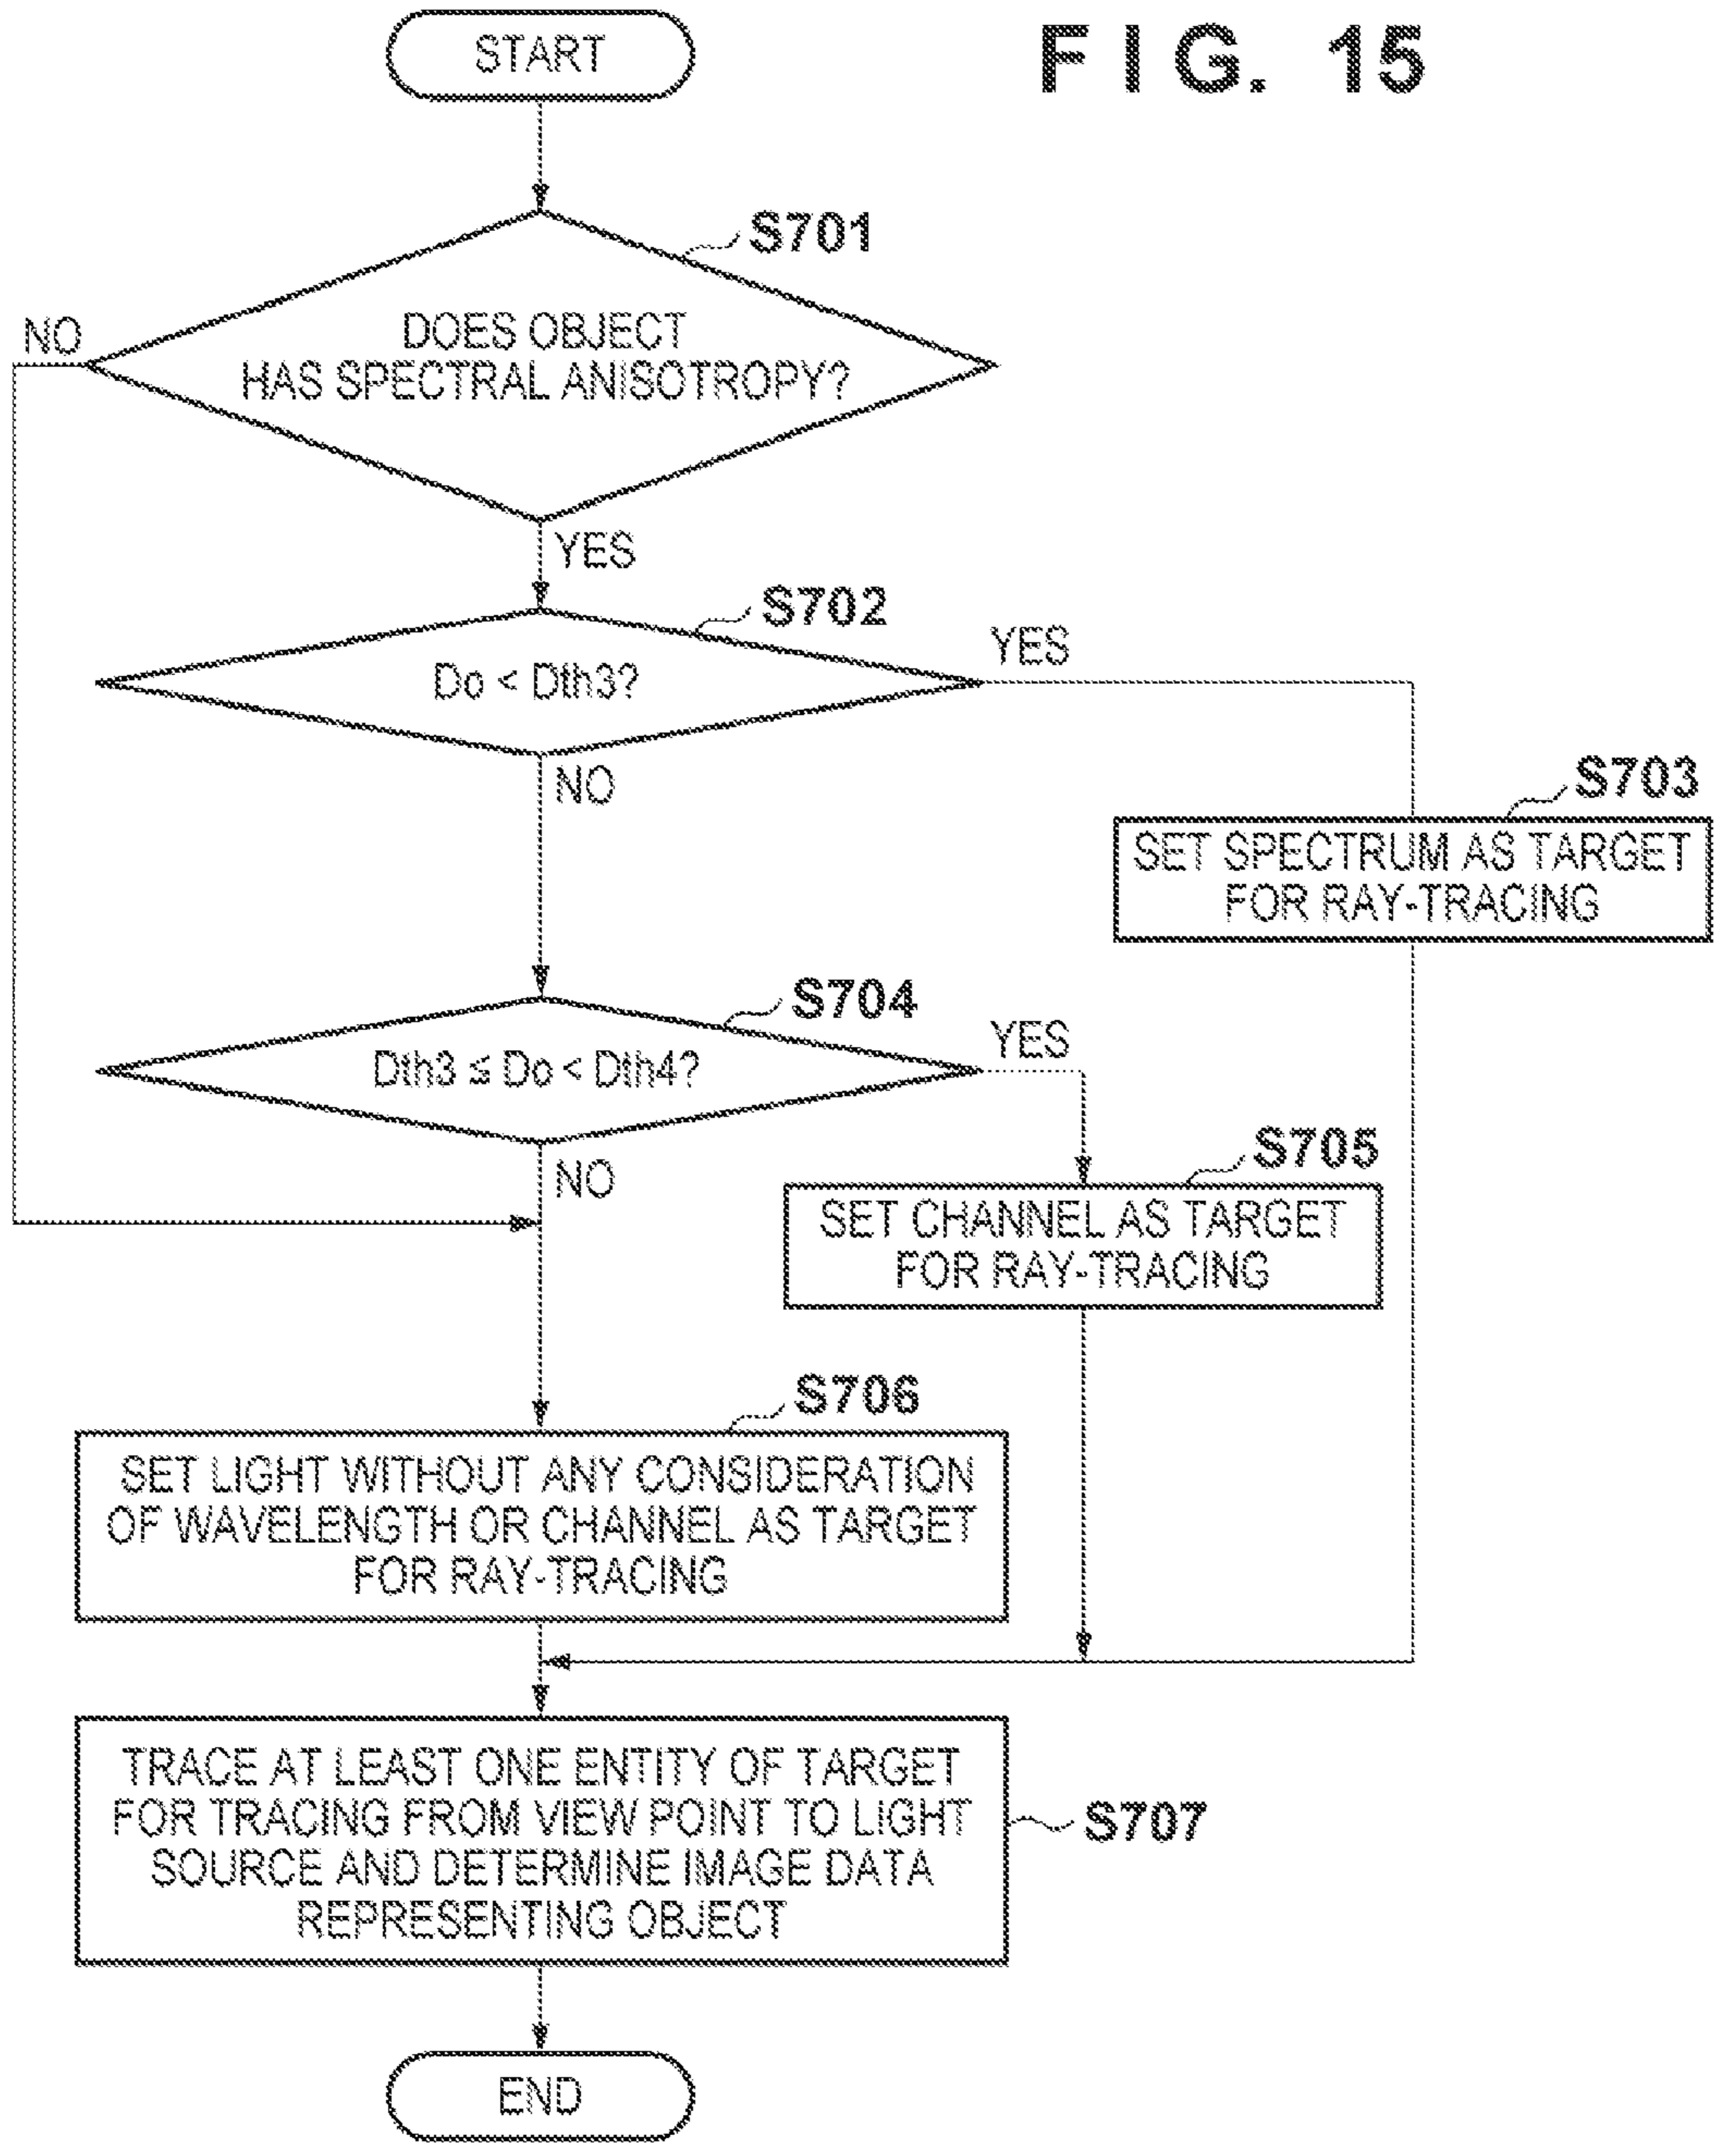 START
F I G. 15
S701
NO
DOES OBJECT
HAS SPECTRAL ANISOTROPY?
YES
S702
YES
Do < Dth3?
NO
S703
SET SPECTRUM AS TARGET
FOR RAY-TRACING
S704
YES
Dth3 ≦ Do < Dth4?
NO
S705
SET CHANNEL AS TARGET
FOR RAY-TRACING
S706
SET LIGHT WITHOUT ANY CONSIDERATION
OF WAVELENGTH OR CHANNEL AS TARGET
FOR RAY-TRACING
TRACE AT LEAST ONE ENTITY OF TARGET
FOR TRACING FROM VIEW POINT TO LIGHT
SOURCE AND DETERMINE IMAGE DATA
REPRESENTING OBJECT
S707
END